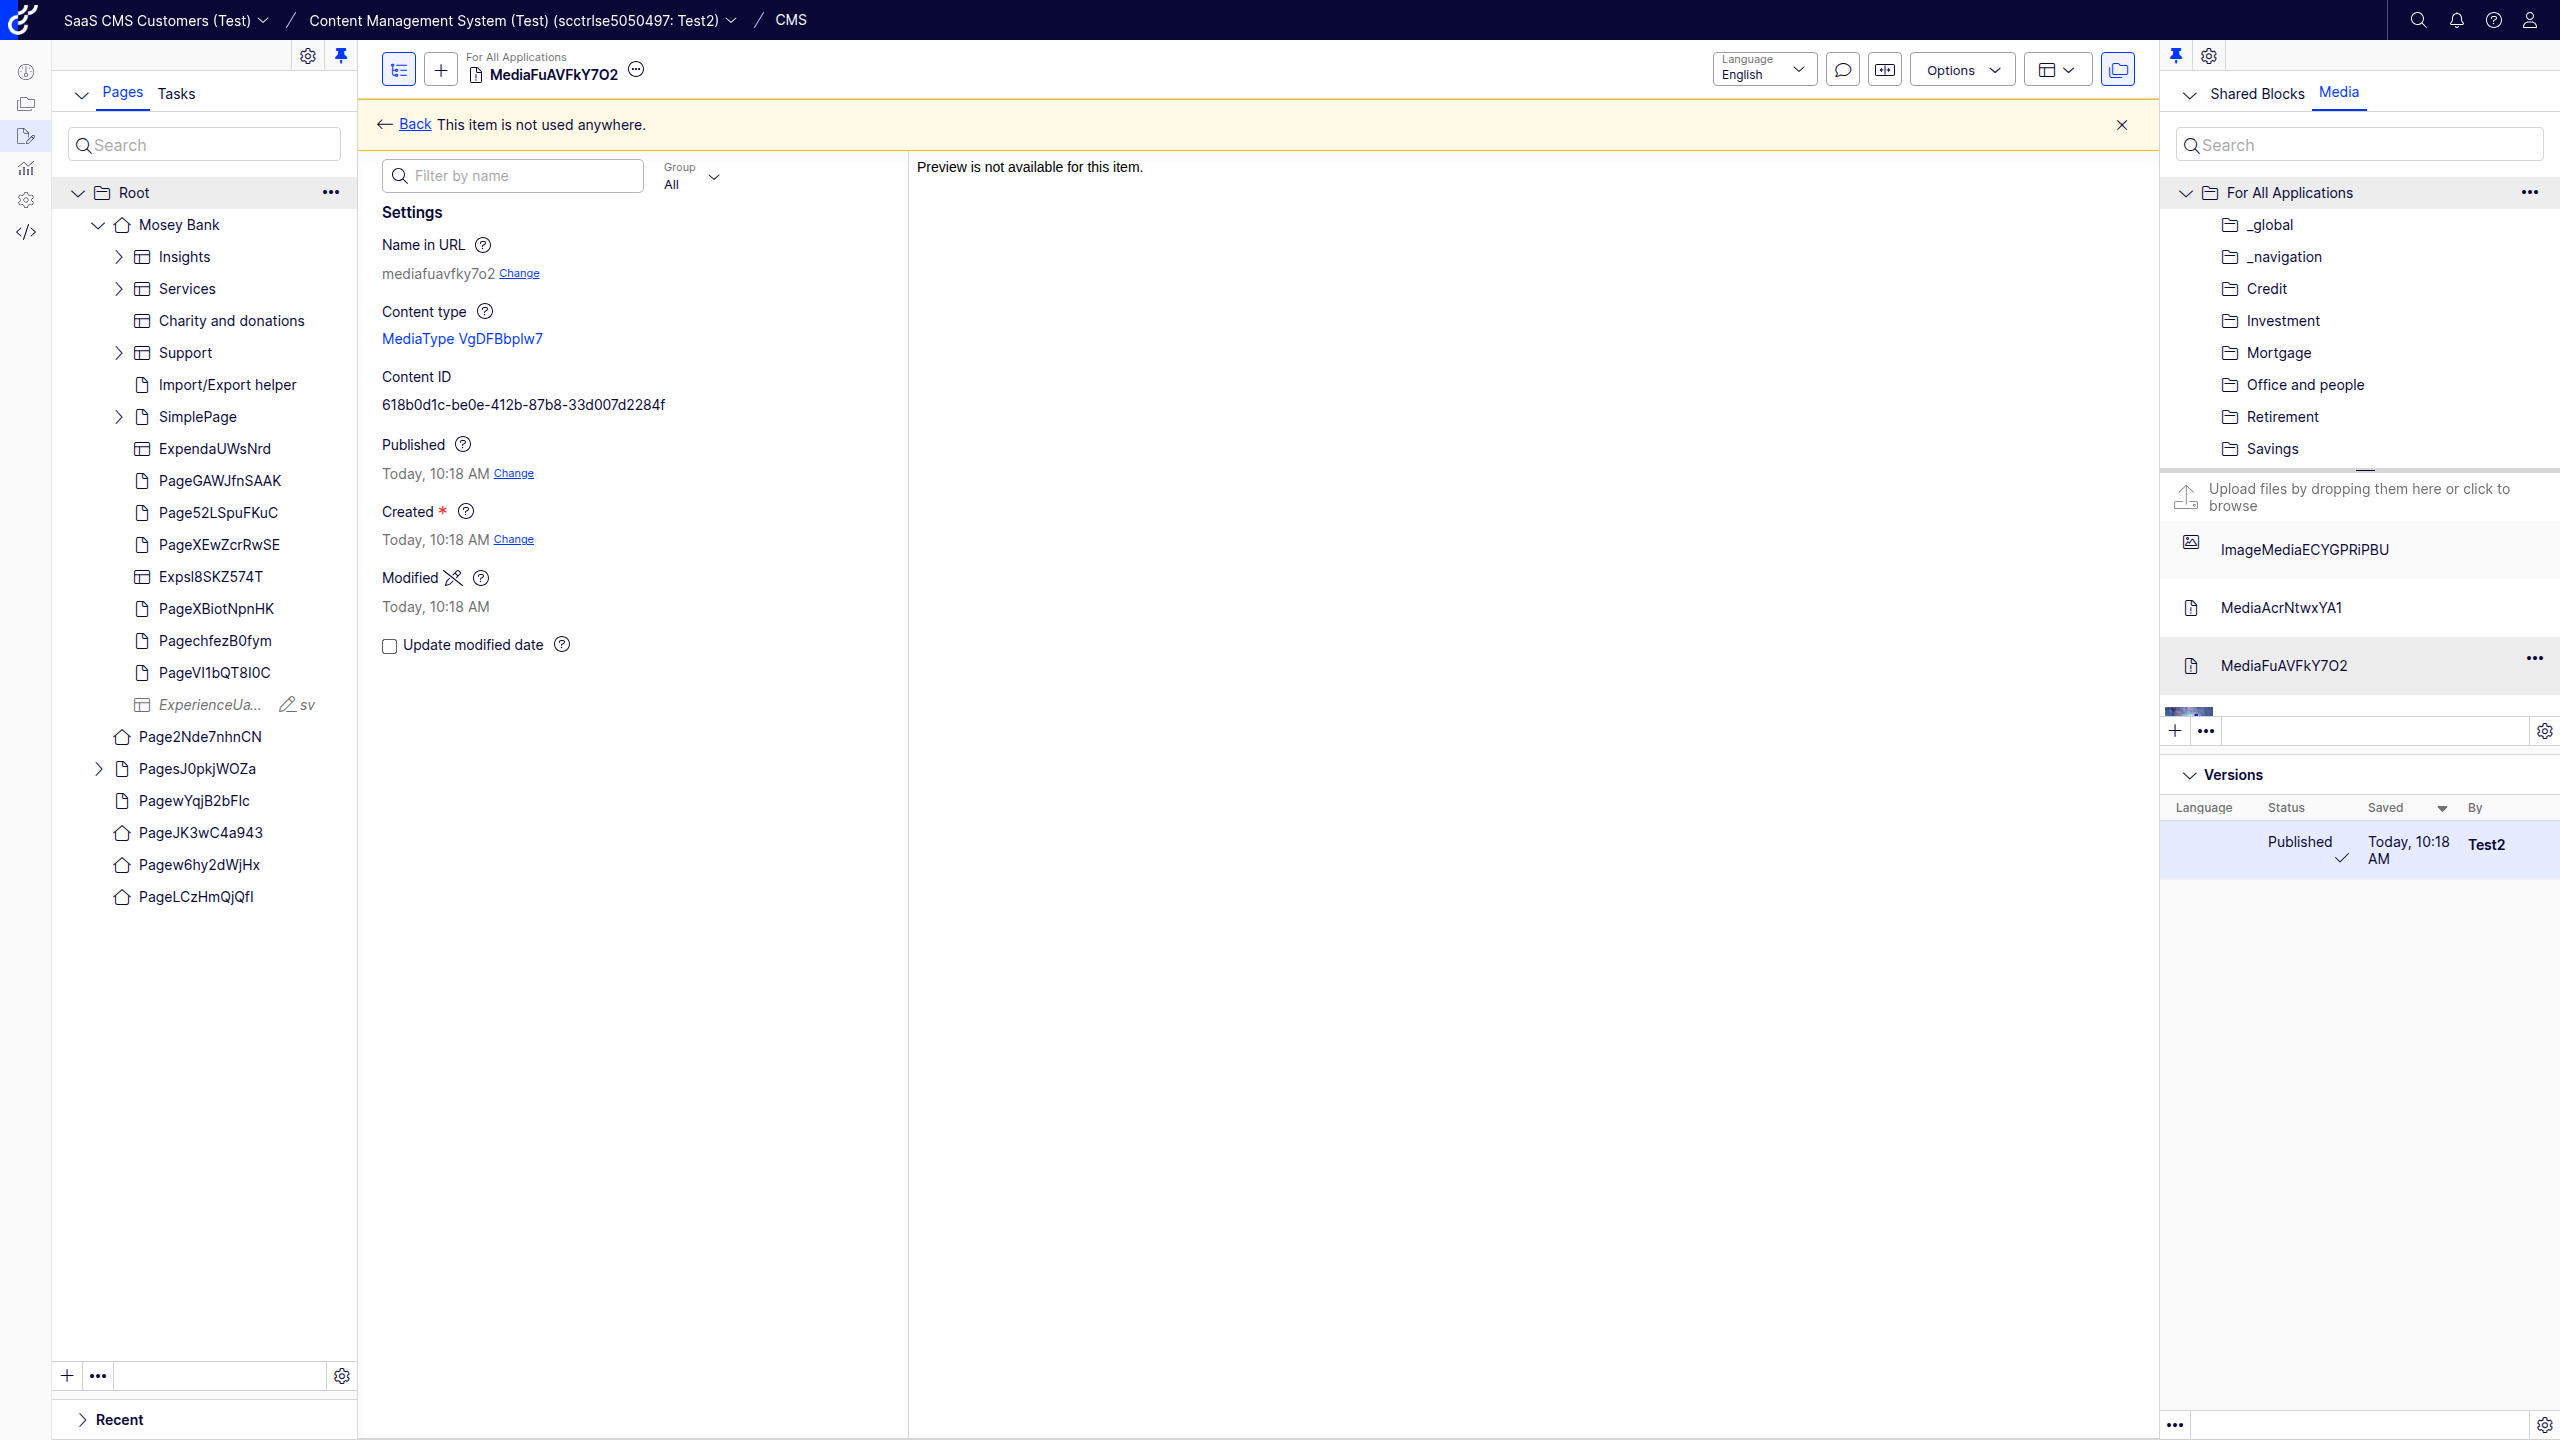 SaaS CMS Customers (Test)
Content Management System (Test) (scctrlse5050497: Test2)
CMS
Pages
Tasks
Search
Root
Mosey Bank
Insights
Services
Charity and donations
Support
Import/Export helper
SimplePage
ExpendaUWsNrd
PageGAWJfnSAAK
Page52LSpuFKuC
PageXEwZcrRwSE
Expsl8SKZ574T
PageXBiotNpnHK
PagechfezB0fym
PageVI1bQT8I0C
ExperienceUa... sv
Page2Nde7nhnCN
PagesJ0pkjWOZa
PagewYqjB2bFlc
PageJK3wC4a943
Pagew6hy2dWjHx
PageLCzHmQjQfI
Recent
For All Applications
MediaFuAVFkY7O2
Language
English
Options
Back This item is not used anywhere.
Filter by name
Group
All
Settings
Name in URL
mediafuavfky7o2 Change
Content type
MediaType VgDFBbplw7
Content ID
618b0d1c-be0e-412b-87b8-33d007d2284f
Published
Today, 10:18 AM Change
Created *
Today, 10:18 AM Change
Modified
Today, 10:18 AM
Update modified date
Preview is not available for this item.
Shared Blocks
Media
Search
For All Applications
_global
_navigation
Credit
Investment
Mortgage
Office and people
Retirement
Savings
Upload files by dropping them here or click to
browse
ImageMediaECYGPRiPBU
MediaAcrNtwxYA1
MediaFuAVFkY7O2
Versions
Language Status Saved By
Published Today, 10:18 Test2
AM